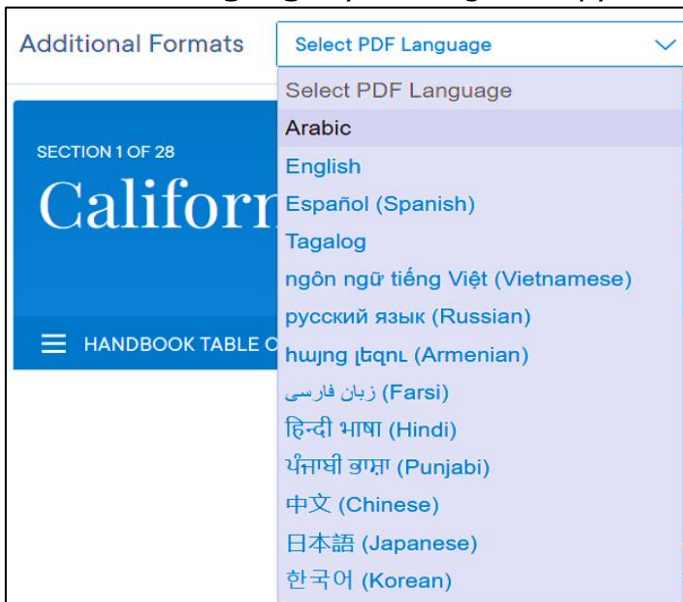 Additional Formats
Select PDF Language
Select PDF Language
Arabic
English
Español (Spanish)
Tagalog
ngôn ngữ tiếng Việt (Vietnamese)
русский язык (Russian)
հայոց լեզու (Armenian)
زبان فارسی (Farsi)
हिन्दी भाषा (Hindi)
ਪੰਜਾਬੀ ਭਾਸ਼ਾ (Punjabi)
中文 (Chinese)
日本語 (Japanese)
한국어 (Korean)
SECTION 1 OF 28
HANDBOOK TABLE